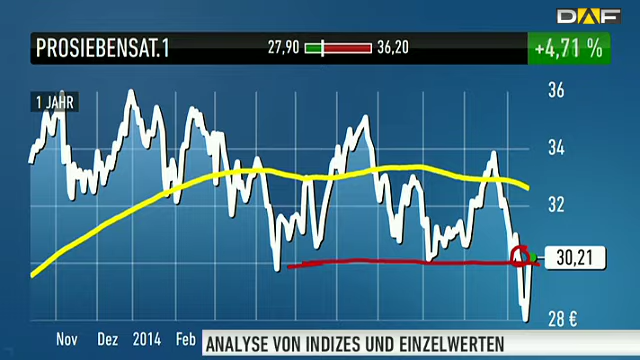 DAF
PROSIEBENSAT.1
27,90
36,20
+4,71 %
1 JAHR
36
34
32
30,21
28 €
Nov Dez 2014 Feb
ANALYSE VON INDIZES UND EINZELWERTEN